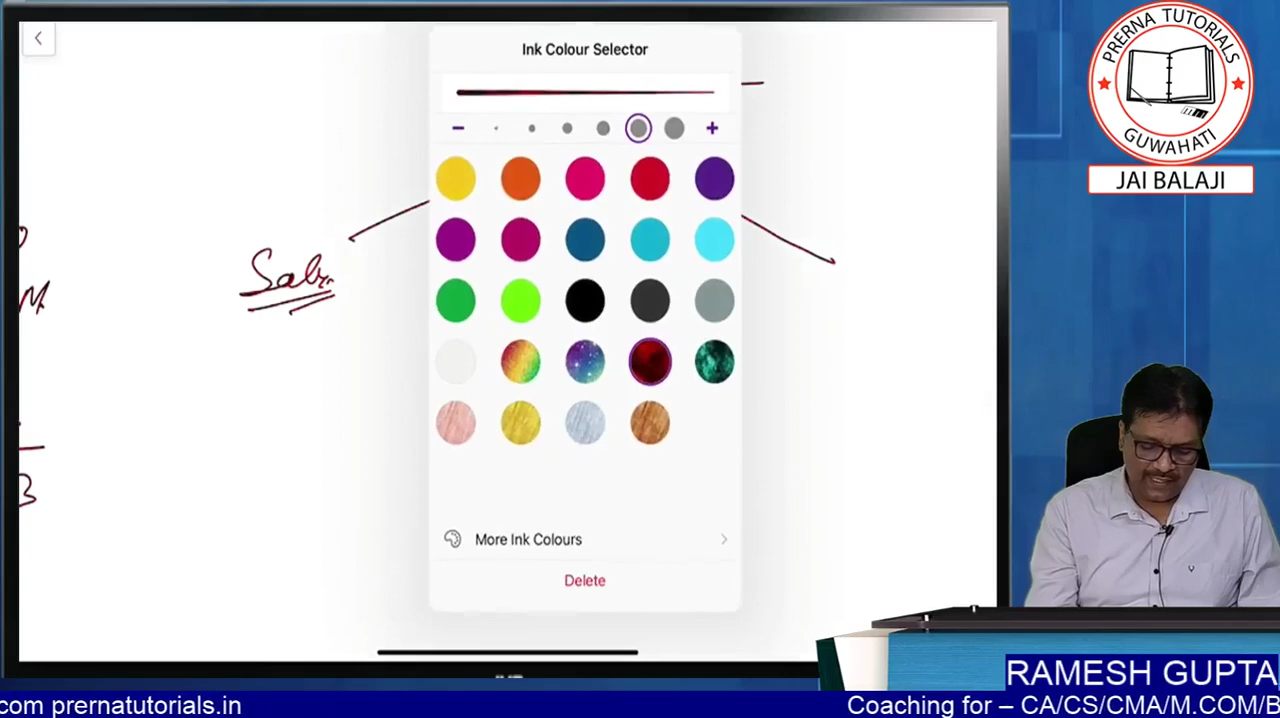 Ink Colour Selector
More Ink Colours
Delete
PRERNA TUTORIALS
GUWAHATI
JAI BALAJI
RAMESH GUPTA
com prernatutorials.in
Coaching for – CA/CS/CMA/M.COM/B